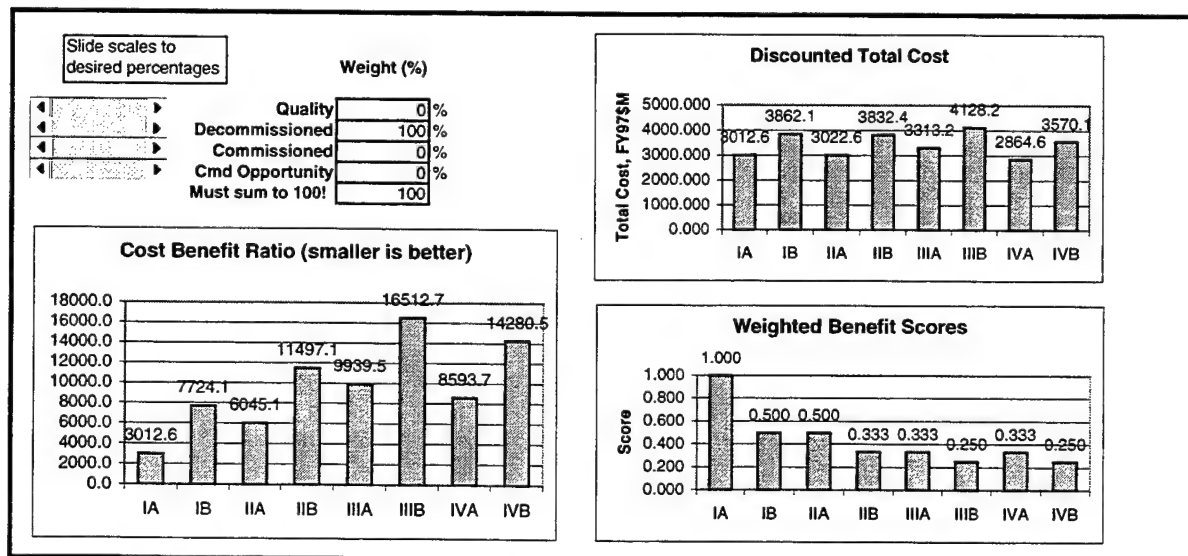 Slide scales to
desired percentages
Weight (%)
Quality 0 %
Decommissioned 100 %
Commissioned 0 %
Cmd Opportunity 0 %
Must sum to 100! 100
Discounted Total Cost
Total Cost, FY97$M
5000.000
4000.000
3000.000
2000.000
1000.000
0.000
3012.6 3862.1 3022.6 3832.4 3313.2 4128.2 2864.6 3570.1
IA IB IIA IIB IIIA IIIB IVA IVB
Cost Benefit Ratio (smaller is better)
18000.0
16000.0
14000.0
12000.0
10000.0
8000.0
6000.0
4000.0
2000.0
0.0
3012.6 7724.1 6045.1 11497.1 9939.5 16512.7 8593.7 14280.5
IA IB IIA IIB IIIA IIIB IVA IVB
Weighted Benefit Scores
Score
1.000
0.800
0.600
0.400
0.200
0.000
1.000 0.500 0.500 0.333 0.333 0.250 0.333 0.250
IA IB IIA IIB IIIA IIIB IVA IVB